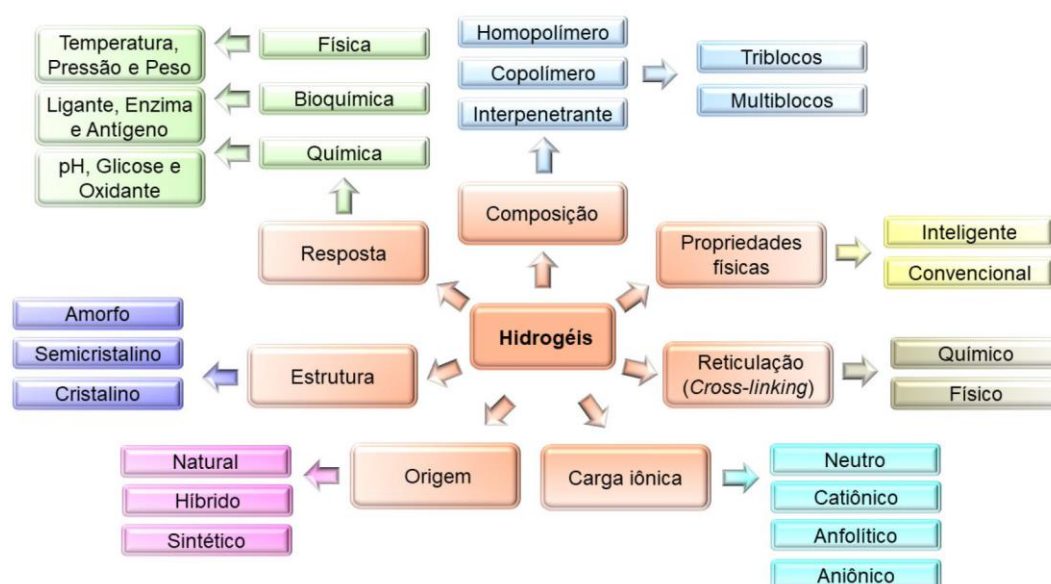 Temperatura,
Pressão e Peso
Física
Ligante, Enzima
e Antígeno
Bioquímica
pH, Glicose e
Oxidante
Química
Resposta
Homopolímero
Copolímero
Interpenetrante
Triblocos
Multiblocos
Composição
Propriedades
físicas
Inteligente
Convencional
Hidrogéis
Amorfo
Semicristalino
Cristalino
Estrutura
Reticulação
(Cross-linking)
Químico
Físico
Natural
Híbrido
Sintético
Origem
Carga iônica
Neutro
Catiônico
Anfolítico
Aniônico